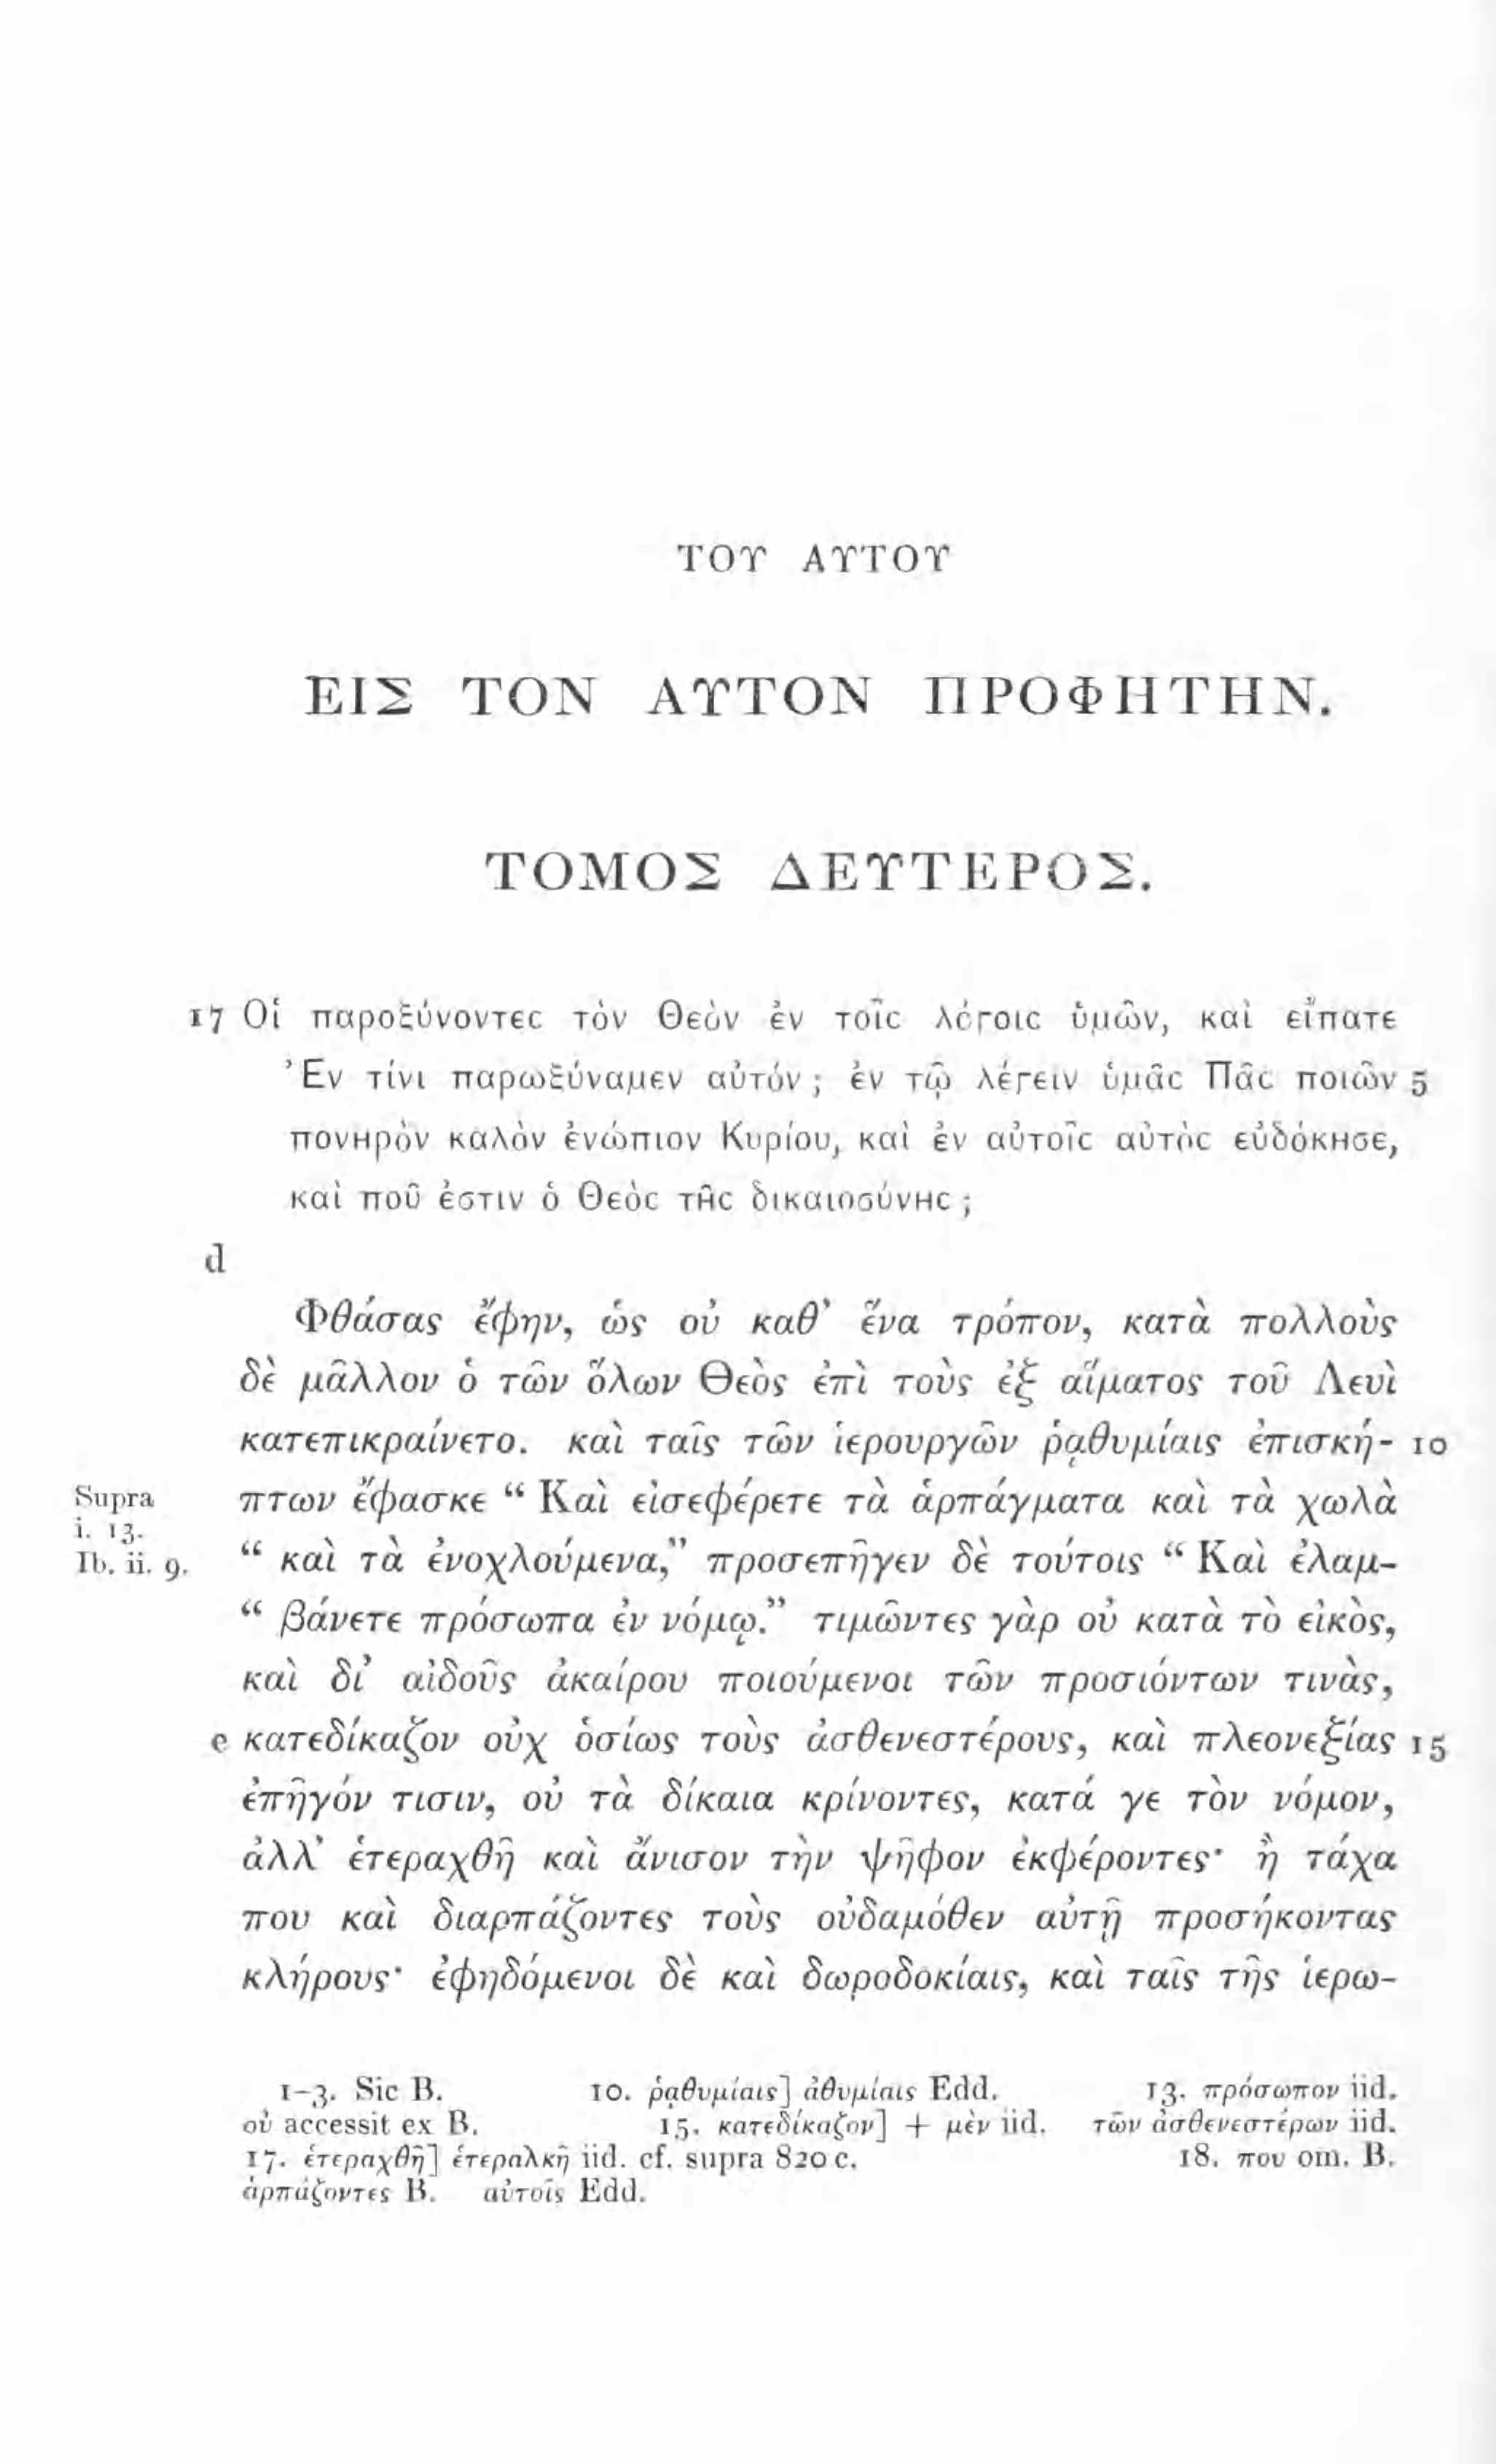 ΤΟΥ ΑΥΤΟΥ
ΕΙΣ ΤΟΝ ΑΥΤΟΝ ΠΡΟΦΗΤΗΝ.
ΤΟΜΟΣ ΔΕΥΤΕΡΟΣ.
17 Οἱ παροξύνοντες τὸν Θεὸν ἐν τοῖς λόγοις ὑμῶν, καὶ εἴπατε
Ἐν τίνι παρωξύναμεν αὐτόν; ἐν τῷ λέγειν ὑμᾶς Πᾶς ποιῶν 5
πονηρὸν καλὸν ἐνώπιον Κυρίου, καὶ ἐν αὐτοῖς αὐτὸς εὐδόκησε,
καὶ ποῦ ἐστιν ὁ Θεὸς τῆς δικαιοσύνης;
d
Φθάσας ἔφην, ὡς οὐ καθ’ ἕνα τρόπον, κατὰ πολλοὺς
δὲ μᾶλλον ὁ τῶν ὅλων Θεὸς ἐπὶ τοὺς ἐξ αἵματος τοῦ Λευὶ
κατεπικραίνετο. καὶ ταῖς τῶν ἱερουργῶν ῥᾳθυμίαις ἐπισκή- 10
Supra i. 13. πτων ἔφασκε “ Καὶ εἰσεφέρετε τὰ ἁρπάγματα καὶ τὰ χωλὰ
Ib. ii. 9. “ καὶ τὰ ἐνοχλούμενα,” προσεπῆγεν δὲ τούτοις “ Καὶ ἐλαμ-
“ βάνετε πρόσωπα ἐν νόμῳ.” τιμῶντες γὰρ οὐ κατὰ τὸ εἰκὸς,
καὶ δι’ αἰδοῦς ἀκαίρου ποιούμενοι τῶν προσιόντων τινὰς,
e κατεδίκαζον οὐχ ὁσίως τοὺς ἀσθενεστέρους, καὶ πλεονεξίας 15
ἐπῆγόν τισιν, οὐ τὰ δίκαια κρίνοντες, κατά γε τὸν νόμον,
ἀλλ’ ἑτεραχθῆ καὶ ἄνισον τὴν ψῆφον ἐκφέροντες· ἢ τάχα
που καὶ διαρπάζοντες τοὺς οὐδαμόθεν αὐτῇ προσήκοντας
κλήρους· ἐφηδόμενοι δὲ καὶ δωροδοκίαις, καὶ ταῖς τῆς ἱερω-
1-3. Sic B. 10. ῥᾳθυμίαις] ἀθυμίαις Edd. 13. πρόσωπον iid.
οὐ accessit ex B. 15. κατεδίκαζον] + μὲν iid. τῶν ἀσθενεστέρων iid.
17. ἑτεραχθῆ] ἑτεραλκῆ iid. cf. supra 820 c. 18. που om. B.
ἁρπάζοντες B. αὐτοῖς Edd.